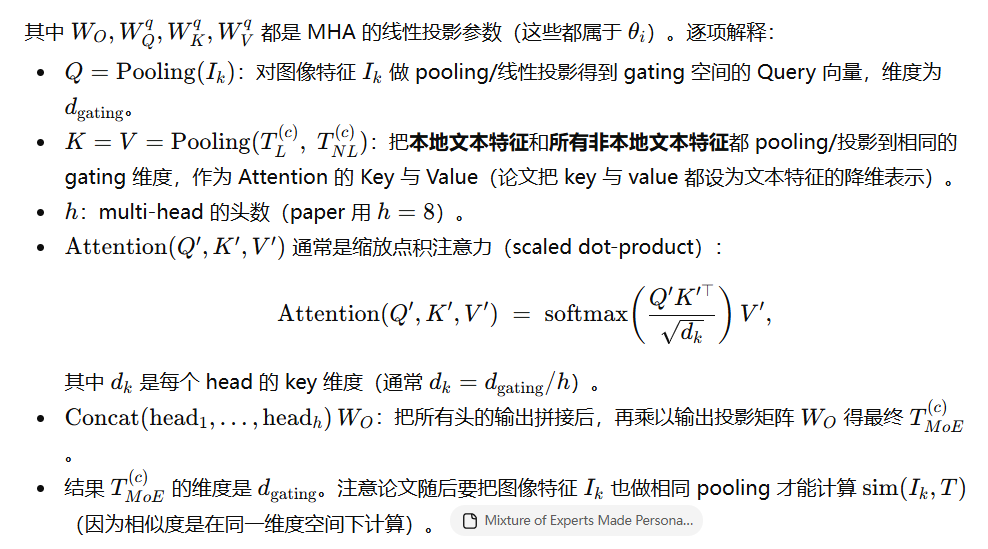 其中 $W_O, W_Q^q, W_K^q, W_V^q$ 都是 MHA 的线性投影参数（这些都属于 $\theta_i$）。逐项解释：
• $Q = \mathrm{Pooling}(I_k)$：对图像特征 $I_k$ 做 pooling/线性投影得到 gating 空间的 Query 向量，维度为
$d_{\mathrm{gating}}$。
• $K = V = \mathrm{Pooling}(T_L^{(c)}, T_{NL}^{(c)})$：把本地文本特征和所有非本地文本特征都 pooling/投影到相同的
gating 维度，作为 Attention 的 Key 与 Value（论文把 key 与 value 都设为文本特征的降维表示）。
• $h$：multi-head 的头数（paper 用 $h = 8$）。
• $\mathrm{Attention}(Q', K', V')$ 通常是缩放点积注意力（scaled dot-product）：
$\mathrm{Attention}(Q', K', V') = \mathrm{softmax}\left(\frac{Q'K'^\top}{\sqrt{d_k}}\right)V',$
其中 $d_k$ 是每个 head 的 key 维度（通常 $d_k = d_{\mathrm{gating}}/h$）。
• $\mathrm{Concat}(\mathrm{head}_1, \ldots, \mathrm{head}_h) W_O$：把所有头的输出拼接后，再乘以输出投影矩阵 $W_O$ 得最终 $T_{MoE}^{(c)}$
。
• 结果 $T_{MoE}^{(c)}$ 的维度是 $d_{\mathrm{gating}}$。注意论文随后要把图像特征 $I_k$ 也做相同 pooling 才能计算 $\mathrm{sim}(I_k, T)$
（因为相似度是在同一维度空间下计算）。 Mixture of Experts Made Persona...